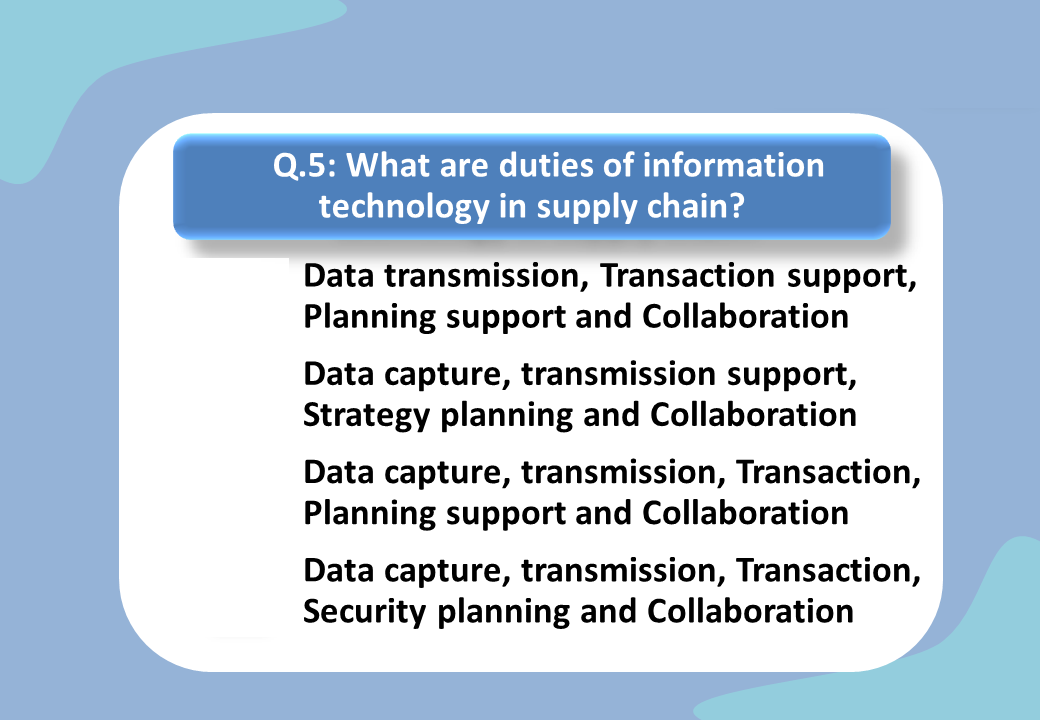 Q.5: What are duties of information
technology in supply chain?
Data transmission, Transaction support,
Planning support and Collaboration
Data capture, transmission support,
Strategy planning and Collaboration
Data capture, transmission, Transaction,
Planning support and Collaboration
Data capture, transmission, Transaction,
Security planning and Collaboration